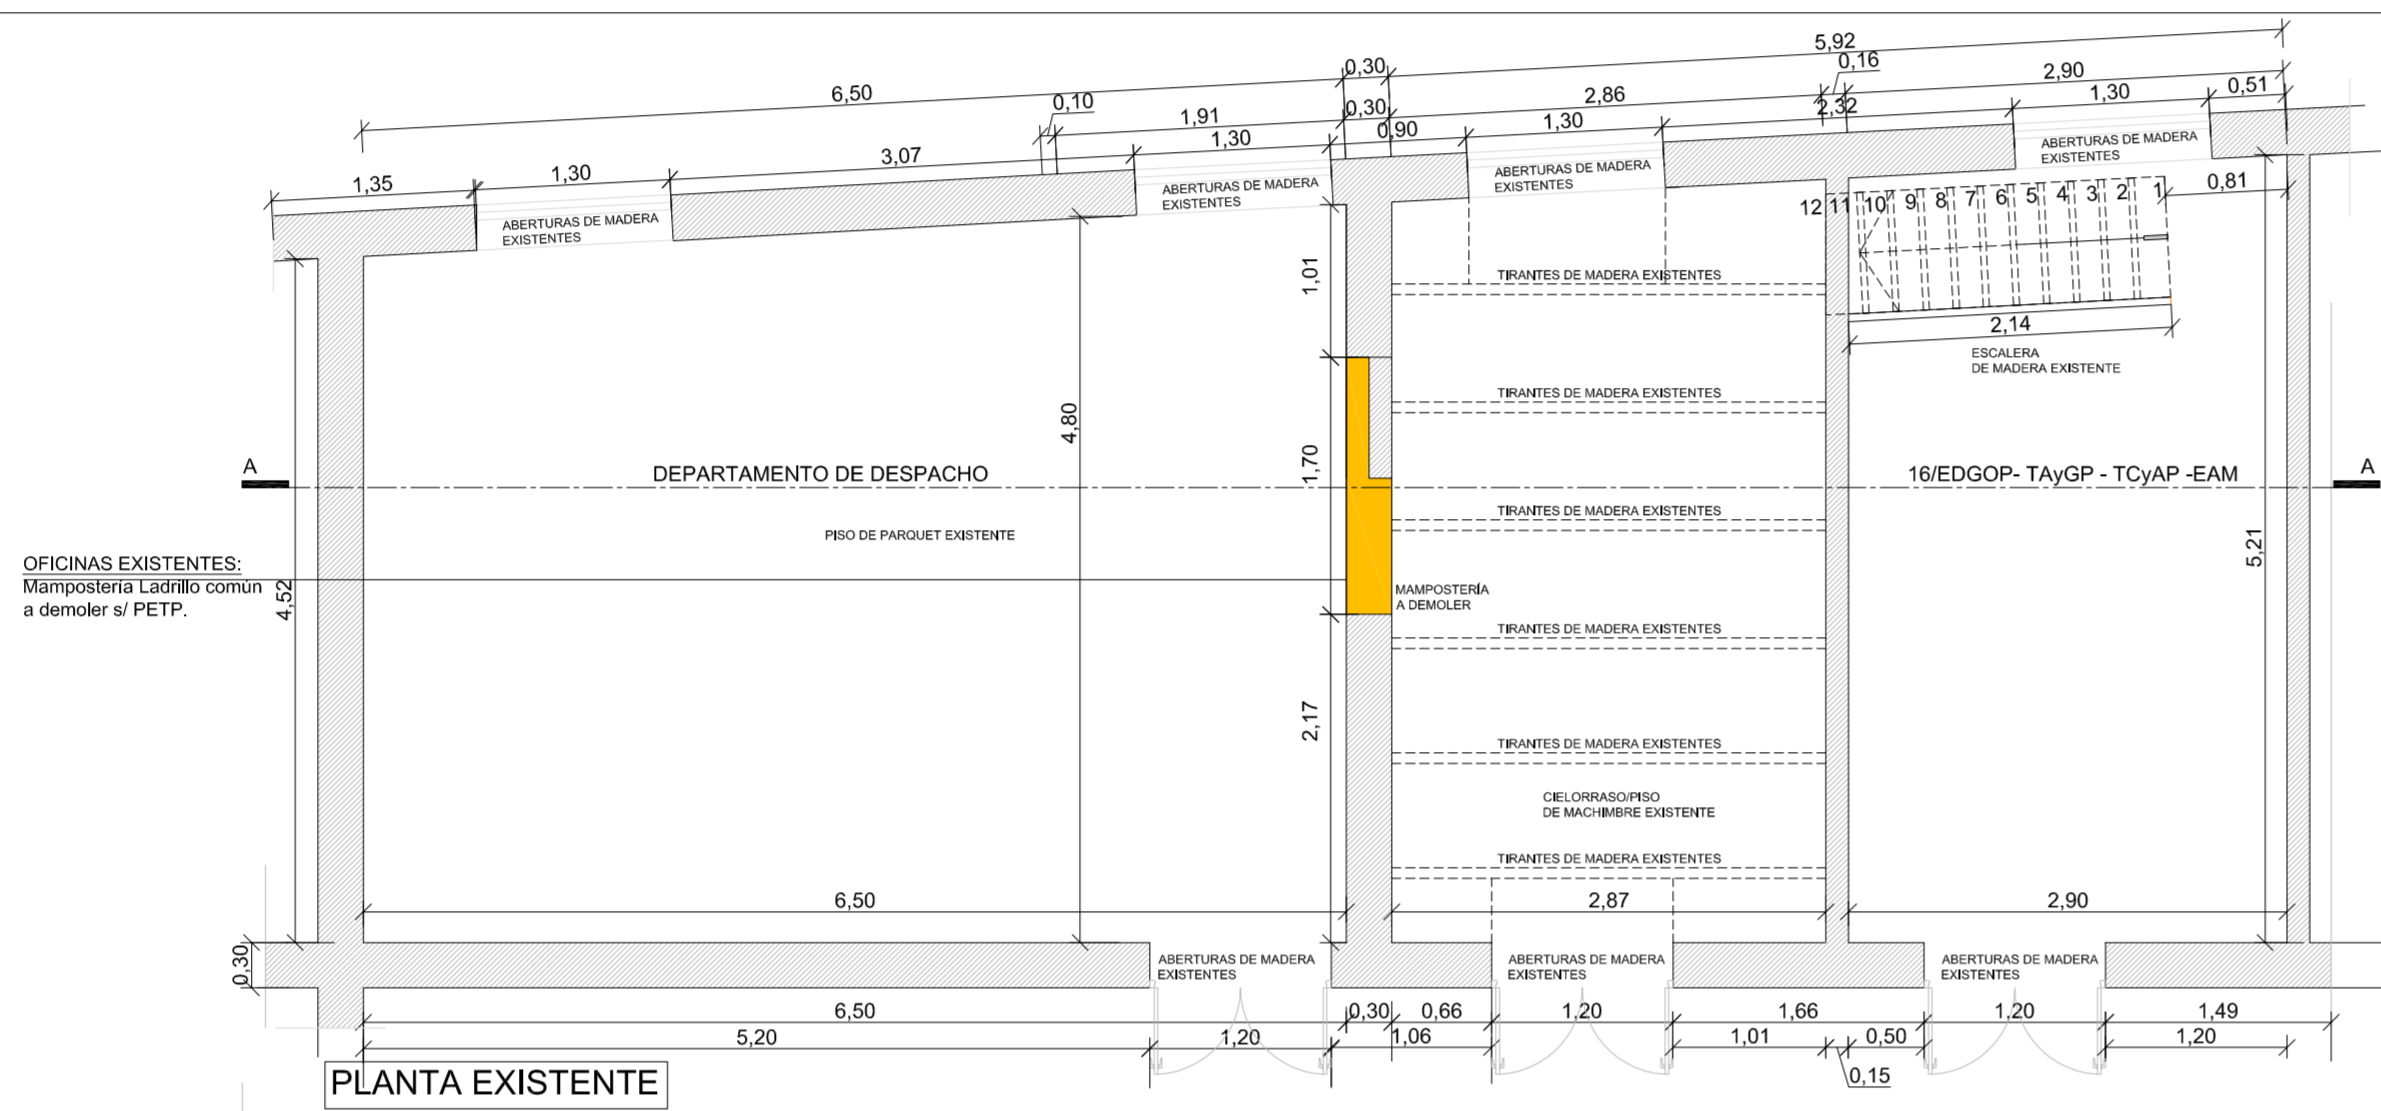 5,92
0,30
0,16
2,90
6,50
0,10
0,30
2,86
2,32
1,30
0,51
1,91
1,30
0,90
1,30
3,07
1,35
1,30
ABERTURAS DE MADERA
EXISTENTES
ABERTURAS DE MADERA
EXISTENTES
ABERTURAS DE MADERA
EXISTENTES
ABERTURAS DE MADERA
EXISTENTES
12 11 10 9 8 7 6 5 4 3 2 1
0,81
1,01
TIRANTES DE MADERA EXISTENTES
2,14
ESCALERA
DE MADERA EXISTENTE
TIRANTES DE MADERA EXISTENTES
4,80
1,70
A
DEPARTAMENTO DE DESPACHO
16/EDGOP- TAyGP - TCyAP -EAM
A
TIRANTES DE MADERA EXISTENTES
PISO DE PARQUET EXISTENTE
5,21
OFICINAS EXISTENTES:
Mampostería Ladrillo común
a demoler s/ PETP.
4,52
MAMPOSTERÍA
A DEMOLER
TIRANTES DE MADERA EXISTENTES
2,17
TIRANTES DE MADERA EXISTENTES
CIELORRASO/PISO
DE MACHIMBRE EXISTENTE
TIRANTES DE MADERA EXISTENTES
6,50
2,87
2,90
0,30
ABERTURAS DE MADERA
EXISTENTES
ABERTURAS DE MADERA
EXISTENTES
ABERTURAS DE MADERA
EXISTENTES
6,50
0,30
0,66
1,20
1,66
1,20
1,49
5,20
1,20
1,06
1,01
0,50
1,20
0,15
PLANTA EXISTENTE